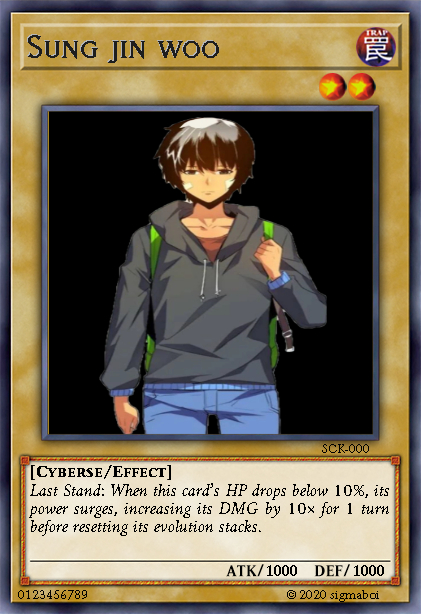 Sung jin woo
TRAP
罠
SCK-000
[Cyberse/Effect]
Last Stand: When this card's HP drops below 10%, its
power surges, increasing its DMG by 10× for 1 turn
before resetting its evolution stacks.
ATK/1000 DEF/1000
0123456789 © 2020 sigmaboi